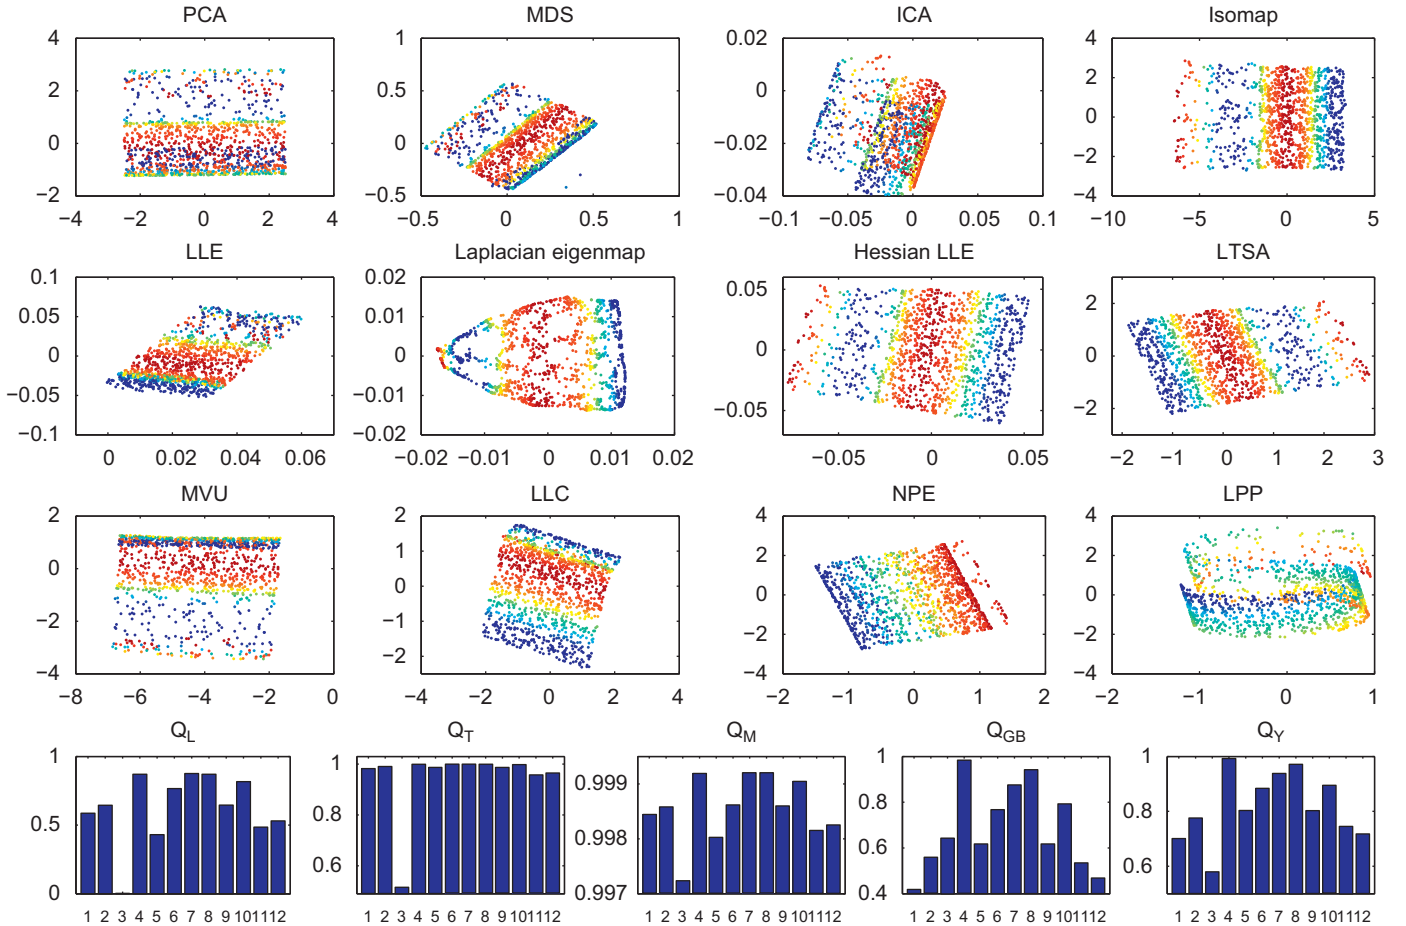 PCA MDS ICA Isomap
4 1 0.02 4
2 0.5 0 2
0 0 −0.02 0
−2
−2 −0.5 −0.04 −4
−4 −2 0 2 4 −0.5 0 0.5 1 −0.1 −0.05 0 0.05 0.1 −10 −5 0 5
LLE Laplacian eigenmap Hessian LLE LTSA
0.1 0.02 0.05 2
0.05 0.01
0 0 0 0
−0.05 −0.01 −0.05 −2
−0.1 −0.02
0 0.02 0.04 0.06 −0.02 −0.01 0 0.01 0.02 −0.05 0 0.05 −2 −1 0 1 2 3
MVU LLC NPE LPP
2 2 4 4
1 2 2
0 0 0 0
−2 −1 −2 −2
−2
−4 −4 −4
−8 −6 −4 −2 0 −4 −2 0 2 4 −2 −1 0 1 2 −2 −1 0 1
Q_L Q_T Q_M Q_GB Q_Y
1 1 0.999 1 1
0.5 0.8 0.998 0.8 0.8
0.6 0.6 0.6
0 0.997 0.4
1 2 3 4 5 6 7 8 9 101112 1 2 3 4 5 6 7 8 9 101112 1 2 3 4 5 6 7 8 9 101112 1 2 3 4 5 6 7 8 9 101112 1 2 3 4 5 6 7 8 9 101112